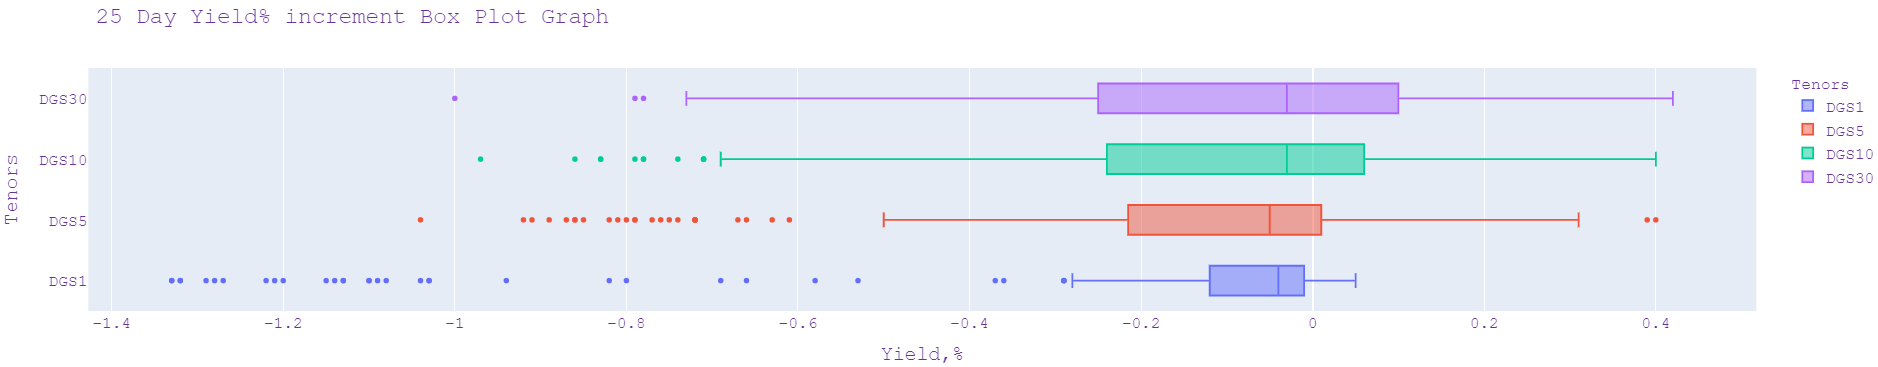 25 Day Yield% increment Box Plot Graph
Tenors
DGS30
DGS10
DGS5
DGS1
−1.4 −1.2 −1 −0.8 −0.6 −0.4 −0.2 0 0.2 0.4
Yield,%
Tenors
DGS1
DGS5
DGS10
DGS30